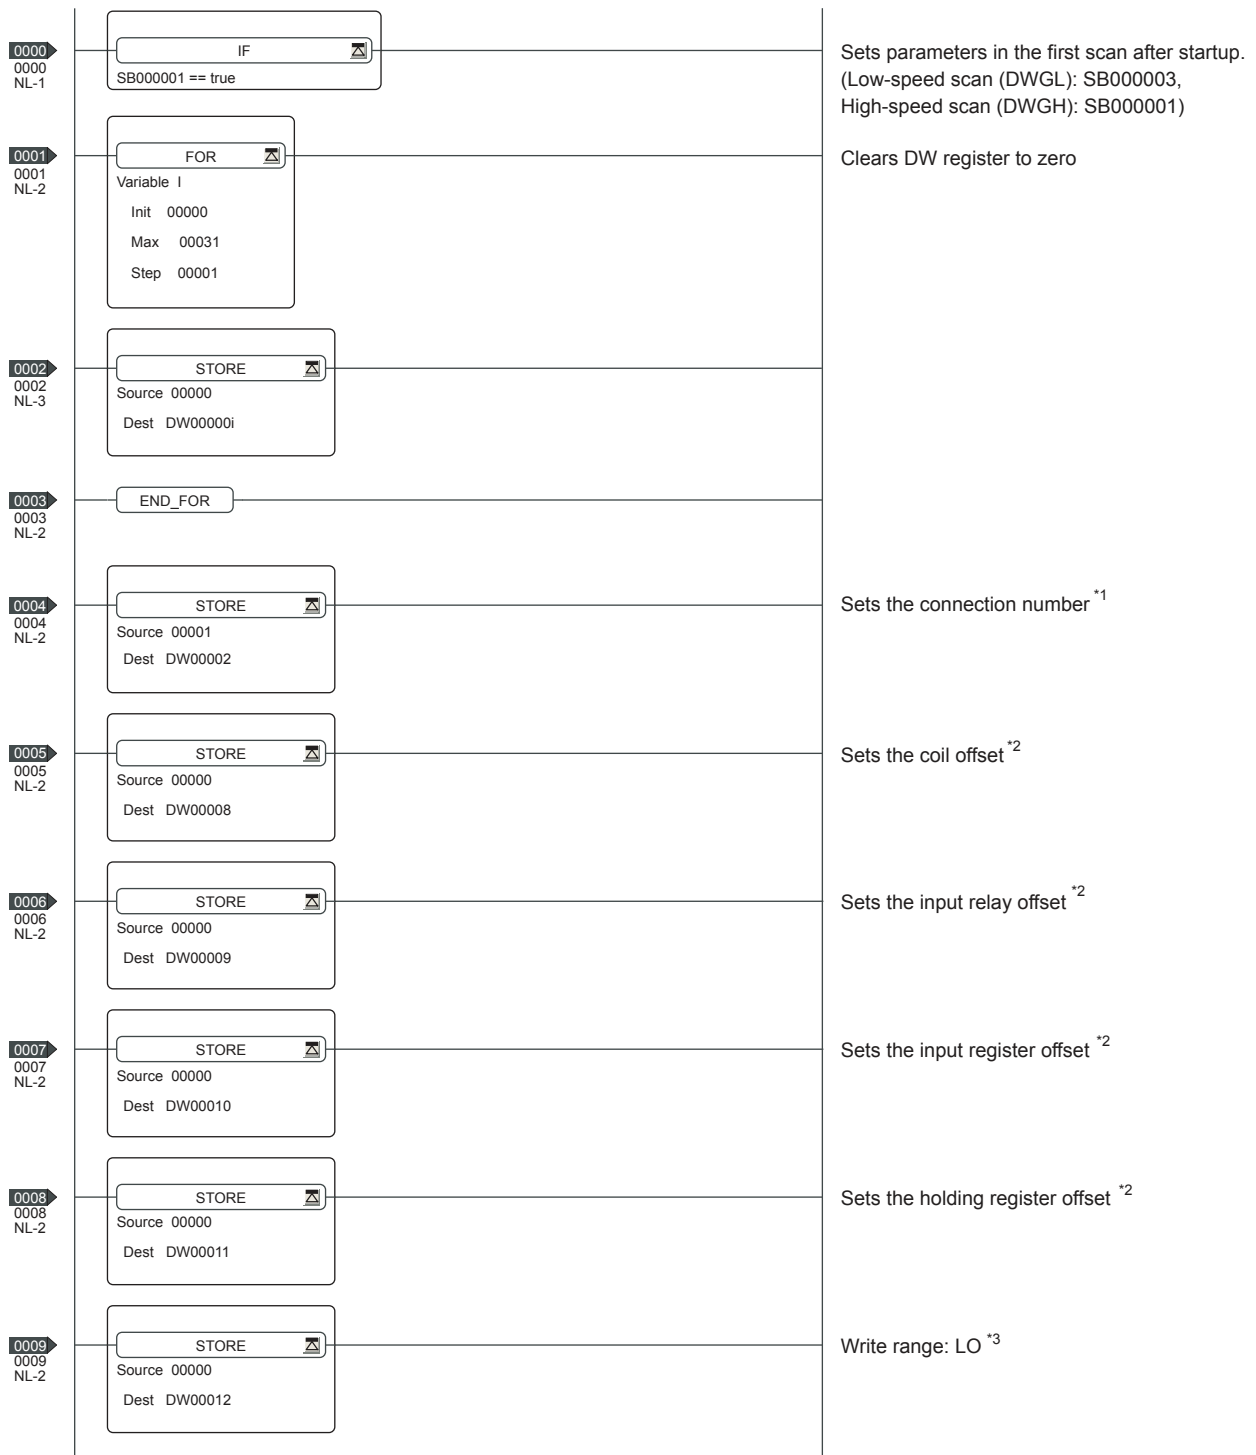 IF
0000
0000
NL-1
SB000001 == true
Sets parameters in the first scan after startup.
(Low-speed scan (DWGL): SB000003,
High-speed scan (DWGH): SB000001)
0001
0001
NL-2
FOR
Variable I
Init 00000
Max 00031
Step 00001
Clears DW register to zero
0002
0002
NL-3
STORE
Source 00000
Dest DW00000i
0003
0003
NL-2
END_FOR
0004
0004
NL-2
STORE
Source 00001
Dest DW00002
Sets the connection number *1
0005
0005
NL-2
STORE
Source 00000
Dest DW00008
Sets the coil offset *2
0006
0006
NL-2
STORE
Source 00000
Dest DW00009
Sets the input relay offset *2
0007
0007
NL-2
STORE
Source 00000
Dest DW00010
Sets the input register offset *2
0008
0008
NL-2
STORE
Source 00000
Dest DW00011
Sets the holding register offset *2
0009
0009
NL-2
STORE
Source 00000
Dest DW00012
Write range: LO *3